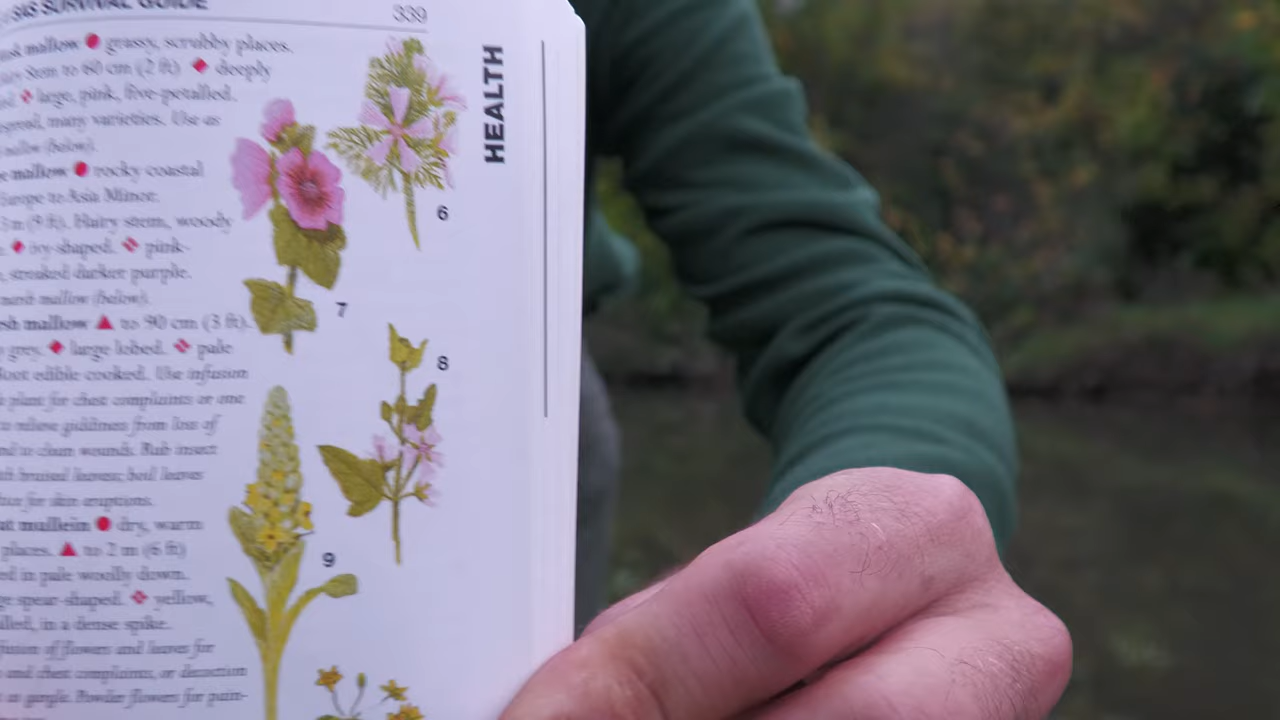 SAS SURVIVAL GUIDE 339
HEALTH
mallow grassy, scrubby places.
Stem to 60 cm (2 ft) deeply
large, pink, five-petalled.
many varieties. Use as
mallow (below).
mallow rocky coastal
Europe to Asia Minor.
3 m (9 ft). Hairy stem, woody
ivy-shaped. pink-
streaked darker purple.
marsh mallow (below).
mallow to 90 cm (3 ft).
grey. large lobed. pale
Root edible cooked. Use infusion
plant for chest complaints or one
to relieve giddiness from loss of
and to clean wounds. Rub insect
bruised leaves; boil leaves
for skin eruptions.
mullein dry, warm
places. to 2 m (6 ft)
in pale woolly down.
spear-shaped. yellow,
in a dense spike.
of flowers and leaves for
and chest complaints, or decoction
as gargle. Powder flowers for pain-
6
7
8
9